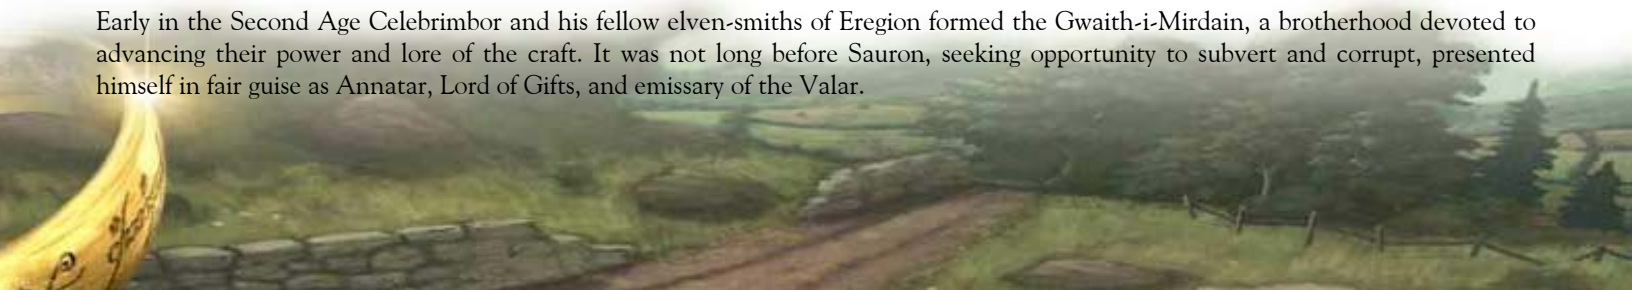 Early in the Second Age Celebrimbor and his fellow elven-smiths of Eregion formed the Gwaith-i-Mirdain, a brotherhood devoted to
advancing their power and lore of the craft. It was not long before Sauron, seeking opportunity to subvert and corrupt, presented
himself in fair guise as Annatar, Lord of Gifts, and emissary of the Valar.